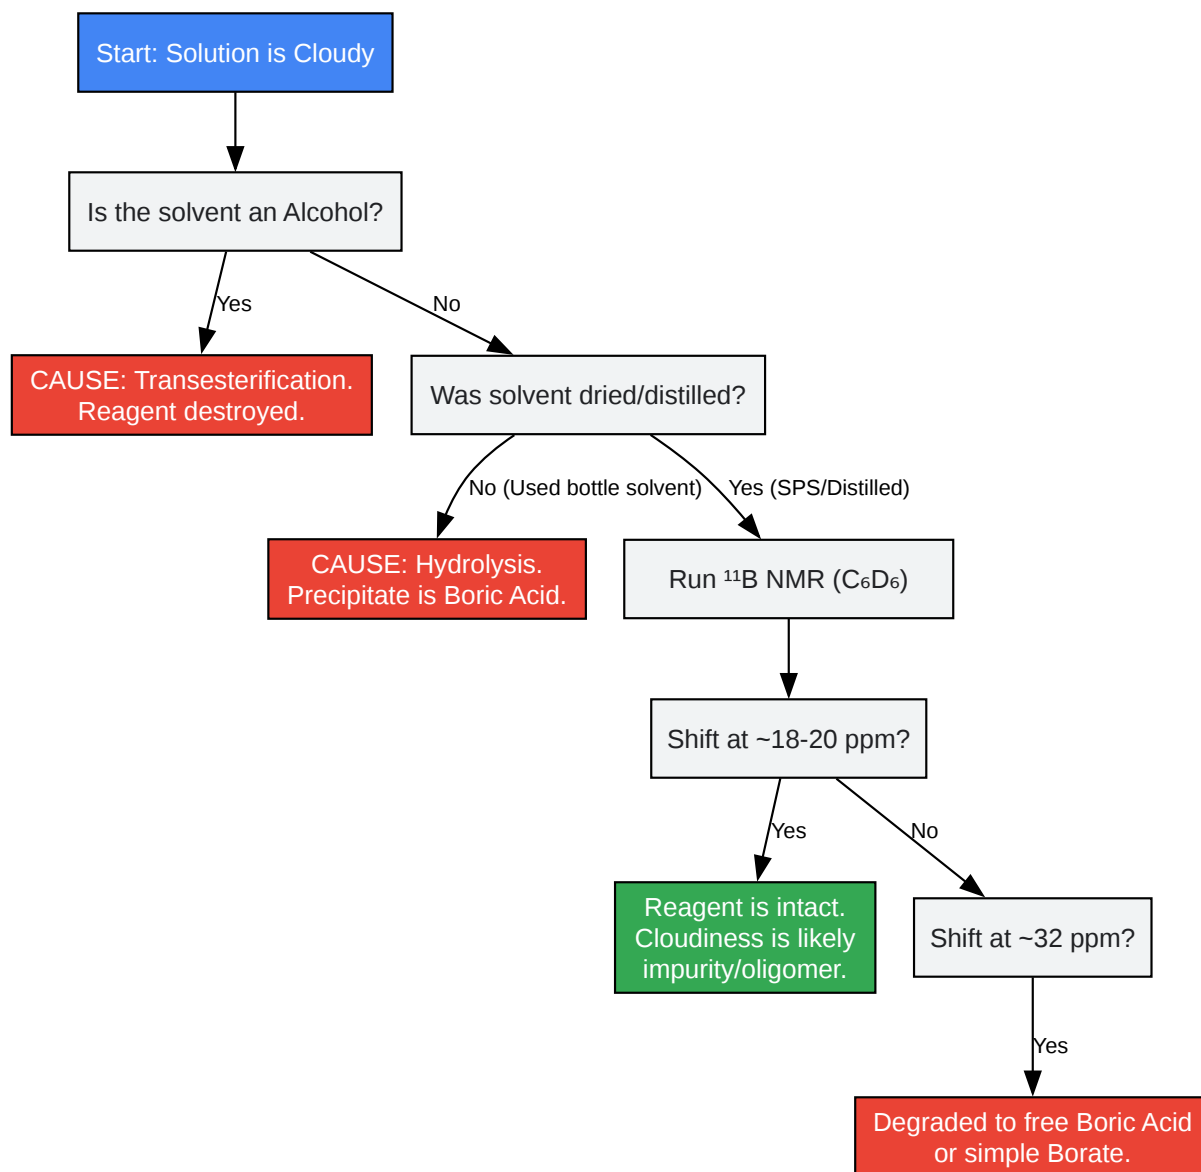 Start: Solution is Cloudy
Is the solvent an Alcohol?
Yes
No
CAUSE: Transesterification.
Reagent destroyed.
Was solvent dried/distilled?
No (Used bottle solvent)
Yes (SPS/Distilled)
CAUSE: Hydrolysis.
Precipitate is Boric Acid.
Run ¹¹B NMR (C₆D₆)
Shift at ~18-20 ppm?
Yes
No
Reagent is intact.
Cloudiness is likely
impurity/oligomer.
Shift at ~32 ppm?
Yes
Degraded to free Boric Acid
or simple Borate.